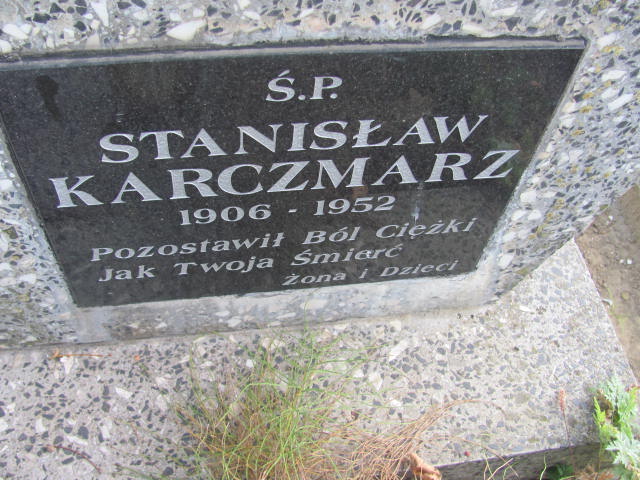 Ś.P.
STANISŁAW
KARCZMARZ
1906 - 1952
Pozostawił Ból Ciężki
Jak Twoja Śmierć
żona i Dzieci